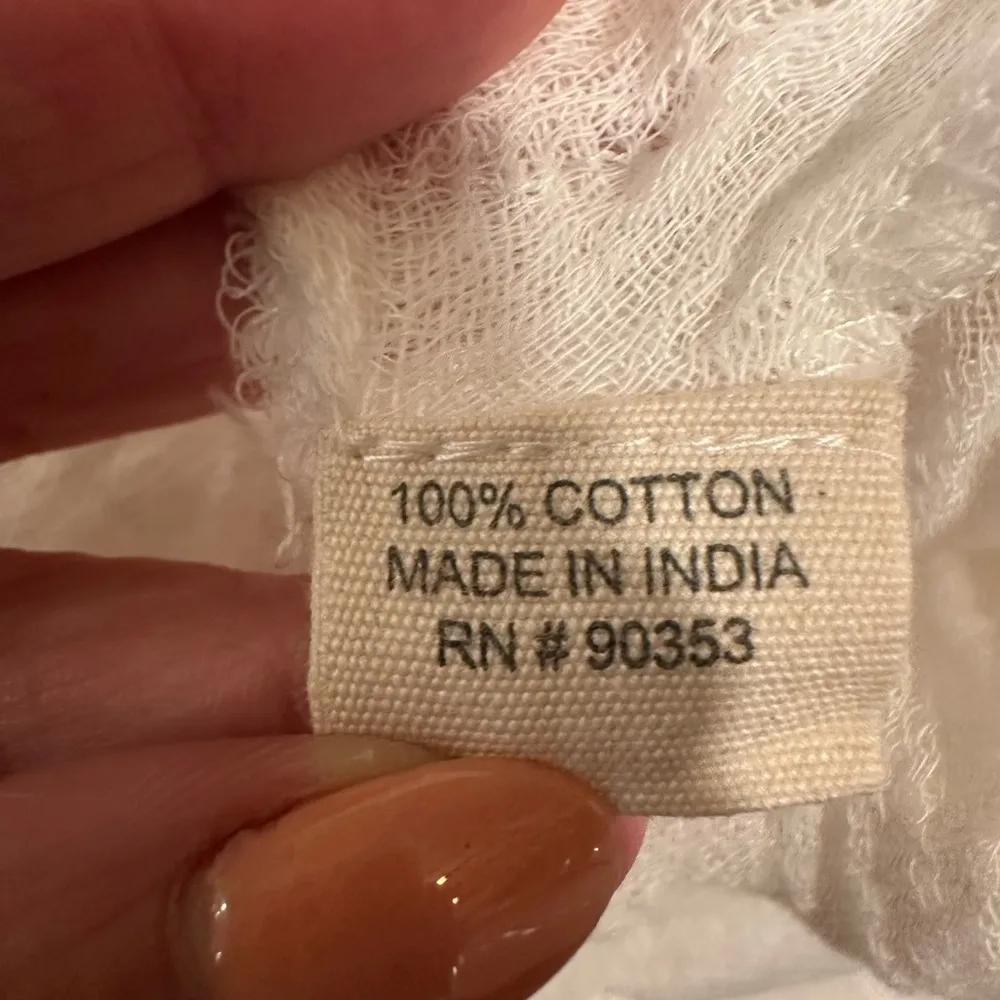 100% COTTON
MADE IN INDIA
RN # 90353